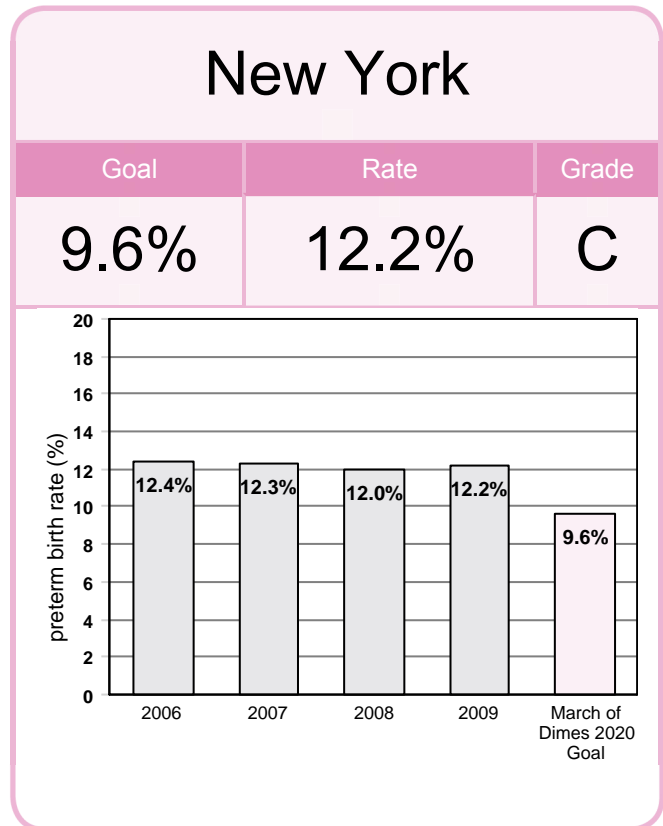 New York
Goal Rate Grade
9.6% 12.2% C
20
18
16
14
12
10
8
6
4
2
0
preterm birth rate (%)
12.4% 12.3% 12.0% 12.2% 9.6%
2006 2007 2008 2009 March of
Dimes 2020
Goal